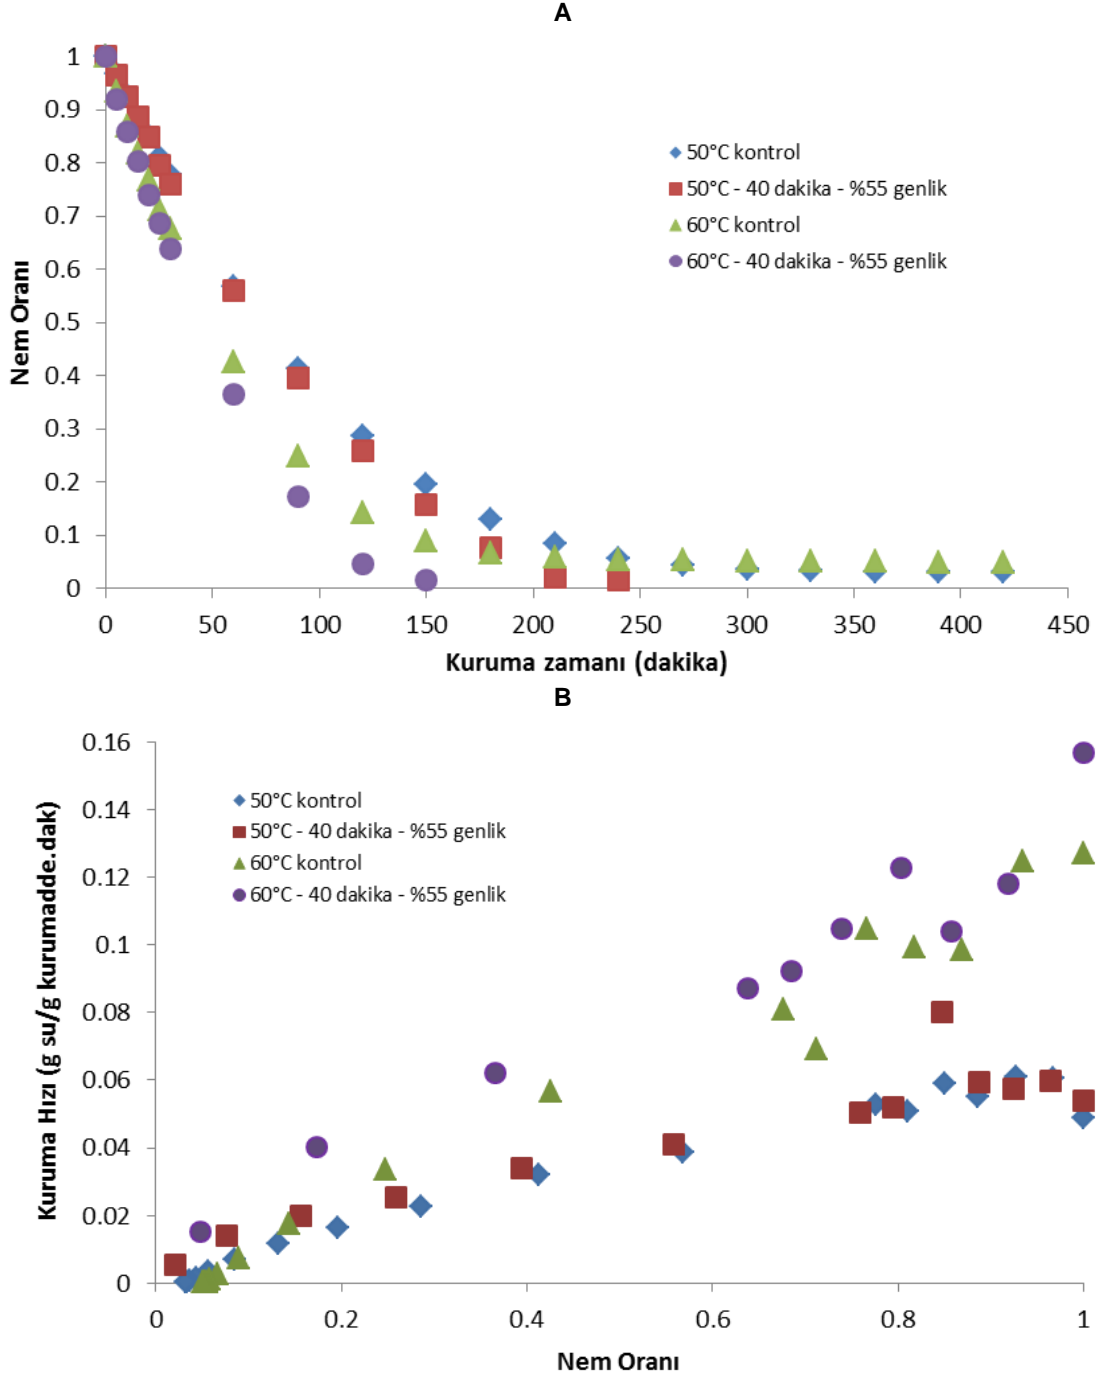 A
Nem Oranı
1
0.9
0.8
0.7
0.6
0.5
0.4
0.3
0.2
0.1
0
50°C kontrol
50°C - 40 dakika - %55 genlik
60°C kontrol
60°C - 40 dakika - %55 genlik
0 50 100 150 200 250 300 350 400 450
Kuruma zamanı (dakika)
B
Kuruma Hızı (g su/g kurumadde.dak)
0.16
0.14
0.12
0.1
0.08
0.06
0.04
0.02
0
50°C kontrol
50°C - 40 dakika - %55 genlik
60°C kontrol
60°C - 40 dakika - %55 genlik
0 0.2 0.4 0.6 0.8 1
Nem Oranı